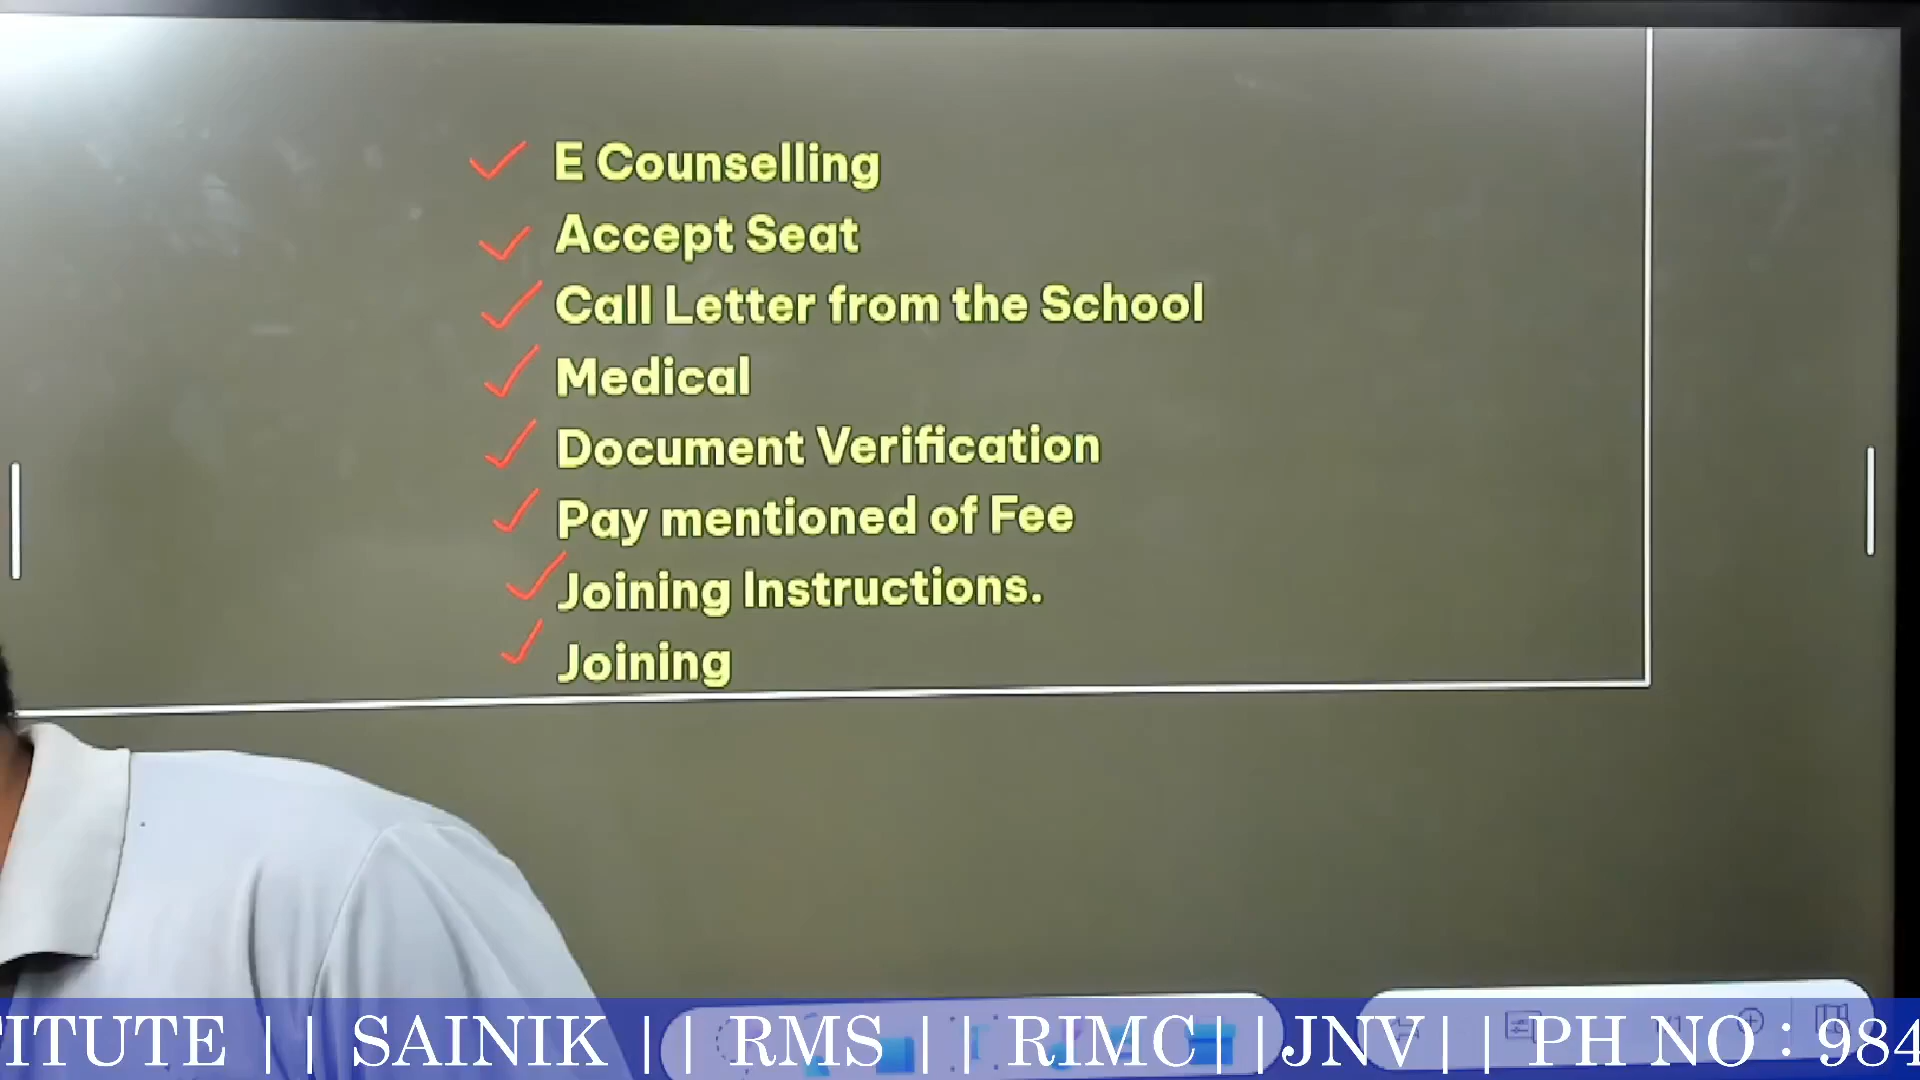 E Counselling
Accept Seat
Call Letter from the School
Medical
Document Verification
Pay mentioned of Fee
Joining Instructions.
Joining
TITUTE || SAINIK || RMS || RIMC||JNV|| PH NO : 984